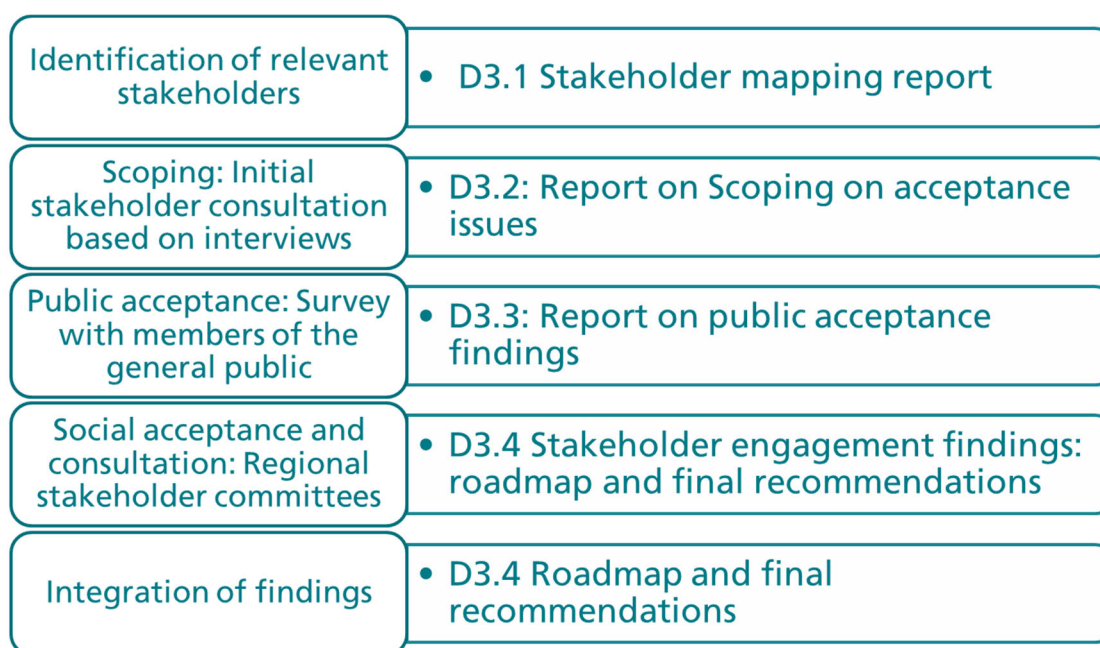 Identification of relevant
stakeholders
• D3.1 Stakeholder mapping report
Scoping: Initial
stakeholder consultation
based on interviews
• D3.2: Report on Scoping on acceptance
issues
Public acceptance: Survey
with members of the
general public
• D3.3: Report on public acceptance
findings
Social acceptance and
consultation: Regional
stakeholder committees
• D3.4 Stakeholder engagement findings:
roadmap and final recommendations
Integration of findings
• D3.4 Roadmap and final
recommendations